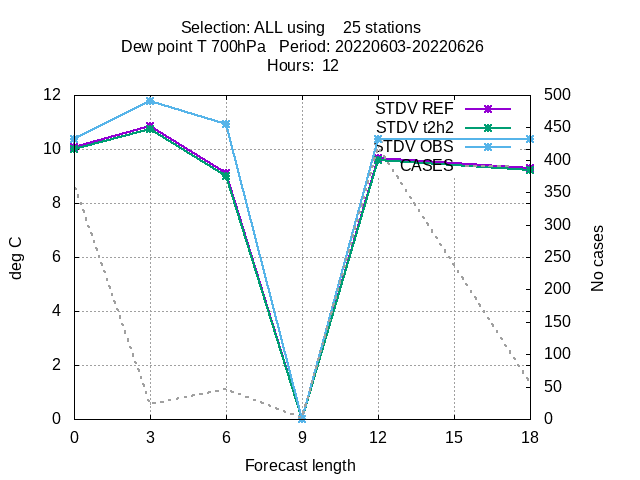 Selection: ALL using    25 stations
Dew point T 700hPa   Period: 20220603-20220626
Hours:  12
12 10 8 6 4 2 0
deg C
STDV REF
STDV t2h2
STDV OBS
CASES
500 450 400 350 300 250 200 150 100 50 0
No cases
0 3 6 9 12 15 18
Forecast length